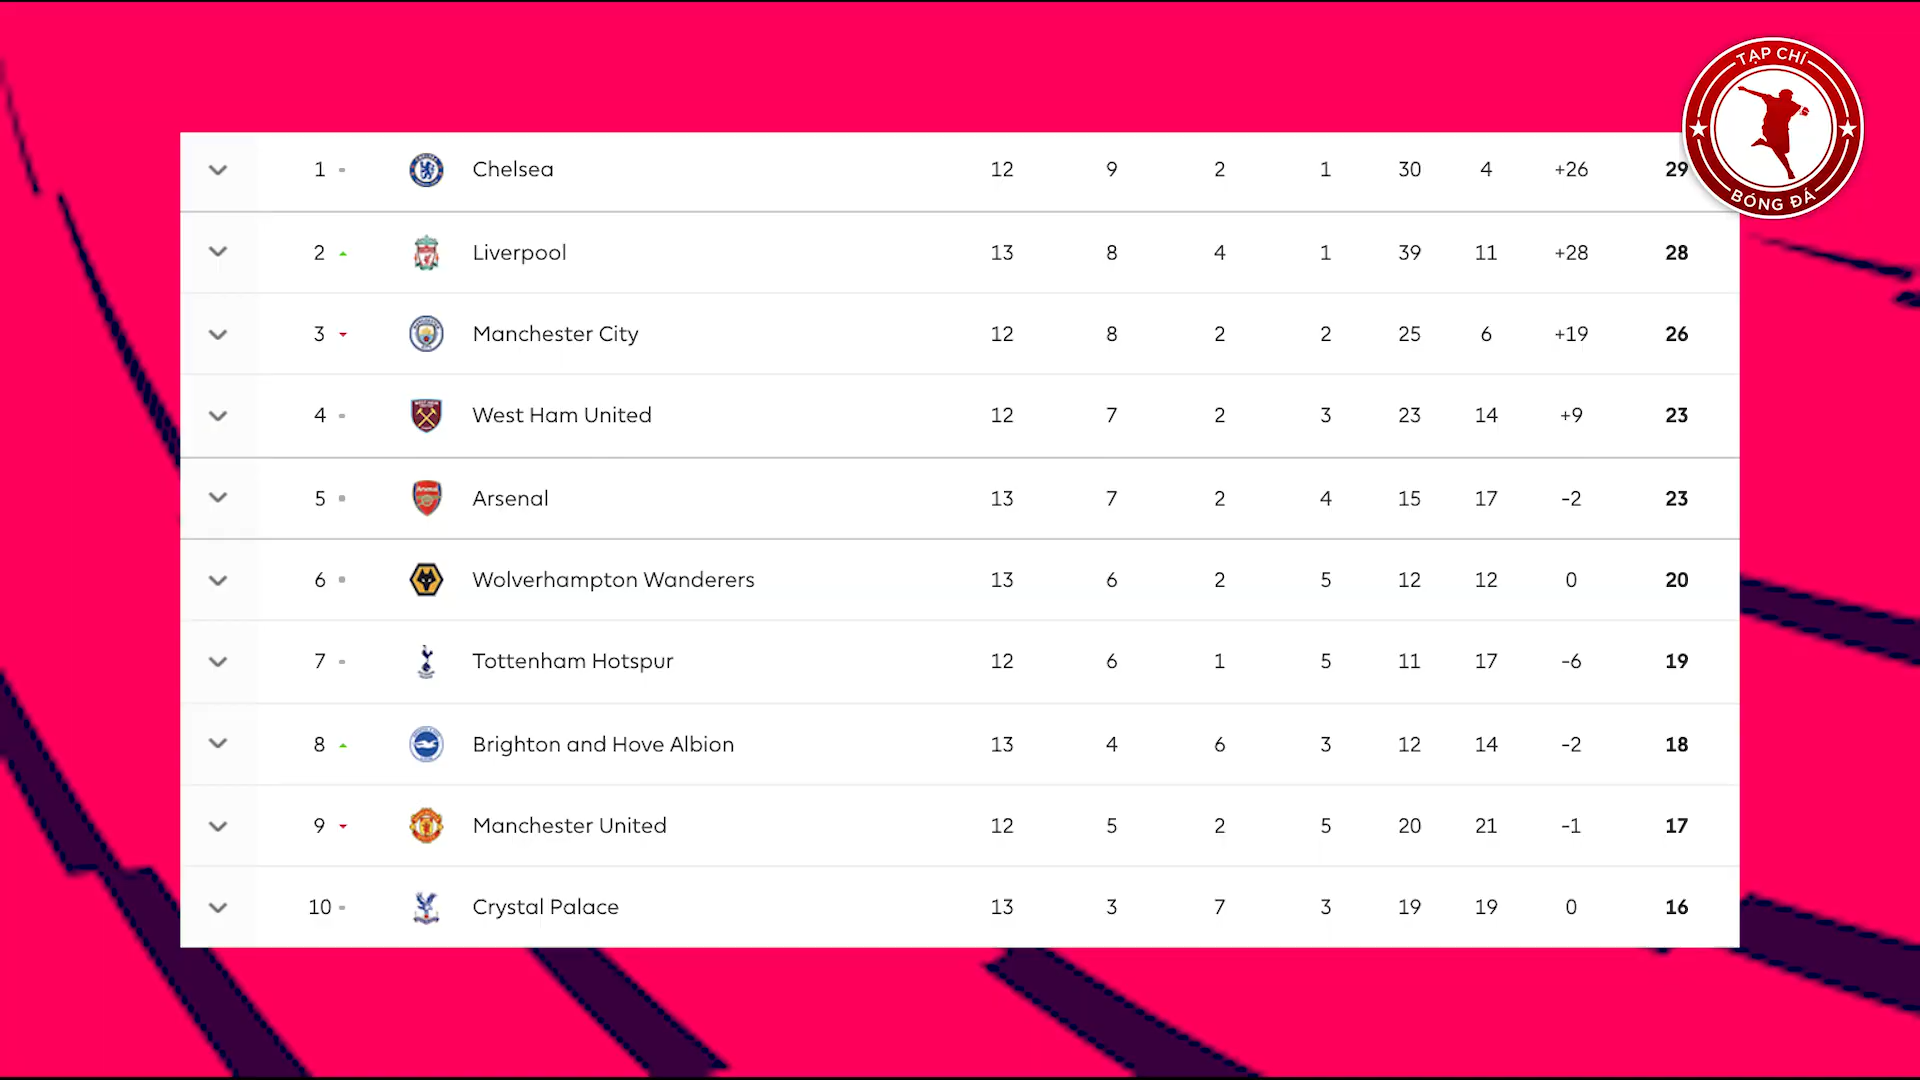 TẠP CHÍ
BÓNG ĐÁ
1 Chelsea 12 9 2 1 30 4 +26 29
2 Liverpool 13 8 4 1 39 11 +28 28
3 Manchester City 12 8 2 2 25 6 +19 26
4 West Ham United 12 7 2 3 23 14 +9 23
5 Arsenal 13 7 2 4 15 17 -2 23
6 Wolverhampton Wanderers 13 6 2 5 12 12 0 20
7 Tottenham Hotspur 12 6 1 5 11 17 -6 19
8 Brighton and Hove Albion 13 4 6 3 12 14 -2 18
9 Manchester United 12 5 2 5 20 21 -1 17
10 Crystal Palace 13 3 7 3 19 19 0 16